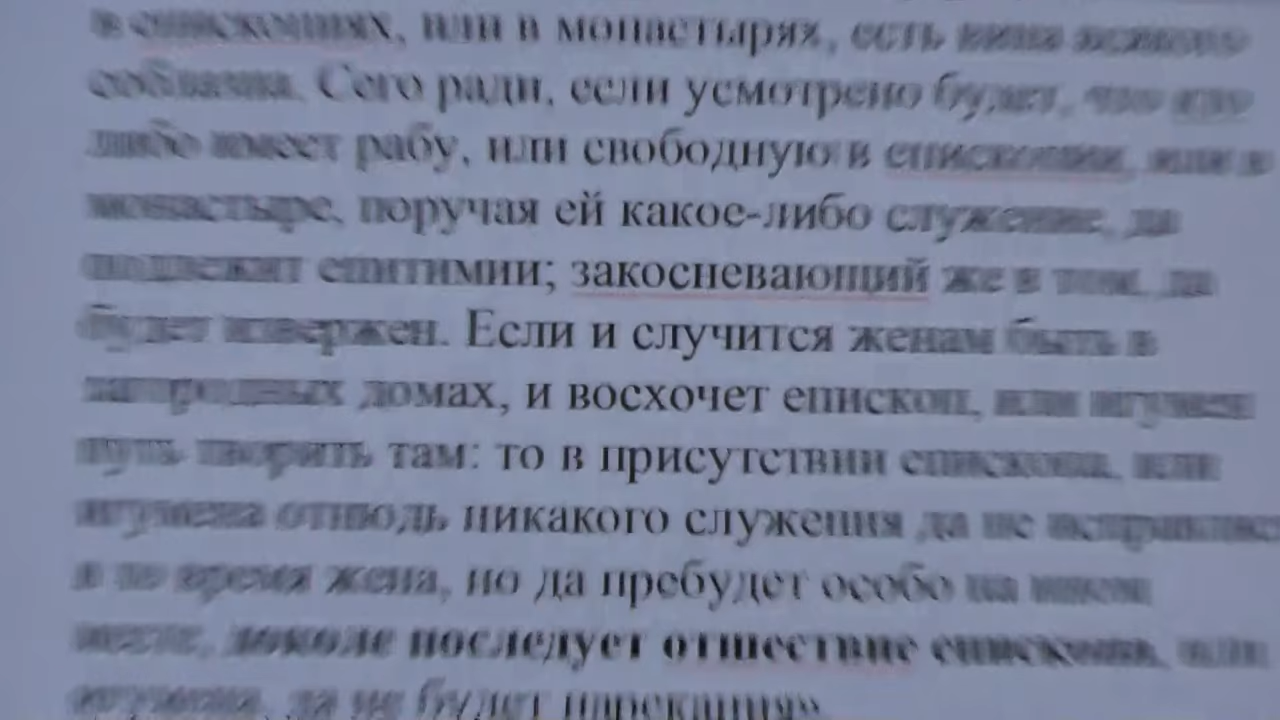 в епископиях, или в монастырях, есть вина всякого
соблазна. Сего ради, если усмотрено будет, что кто
либо имеет рабу, или свободную в епископии, или в
монастыре, поручая ей какое-либо служение, да
подлежит епитимии; закосневающий же в том, да
будет извержен. Если и случится женам быть в
загородных домах, и восхочет епископ, или игумен
путь творить там: то в присутствии епископа, или
игумена отнюдь никакого служения да не
в то время жена, но да пребудет особо на ином
месте, доколе последует отшествие епископа, или
игумена, да не будет нарекания».